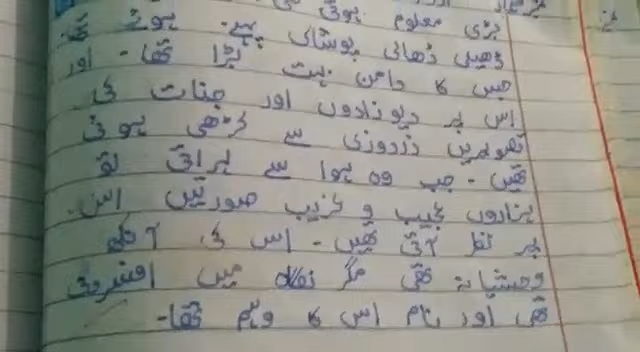 بڑی معلوم ہوتی
ڈھیلی ڈھالی پوشاک پہنے ہوئے تھا
جس کا دامن بہت بڑا تھا - اور
اس پر دیوزادوں اور جنات کی
تصویریں زردوزی سے کڑھی ہوئی
تھیں - جب وہ ہوا سے لہراتی تو
ہزاروں عجیب و غریب صورتیں اس
پر نظر آتی تھیں - اس کی آنکھ
وحشیانہ تھی مگر نگاہ میں افسردگی
تھی اور نام اس کا وہم تھا -